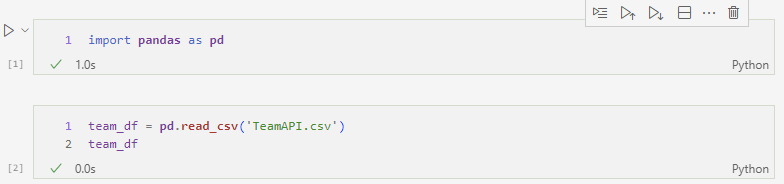 1 import pandas as pd
[1] 1.0s Python
1 team_df = pd.read_csv('TeamAPI.csv')
2 team_df
[2] 0.0s Python